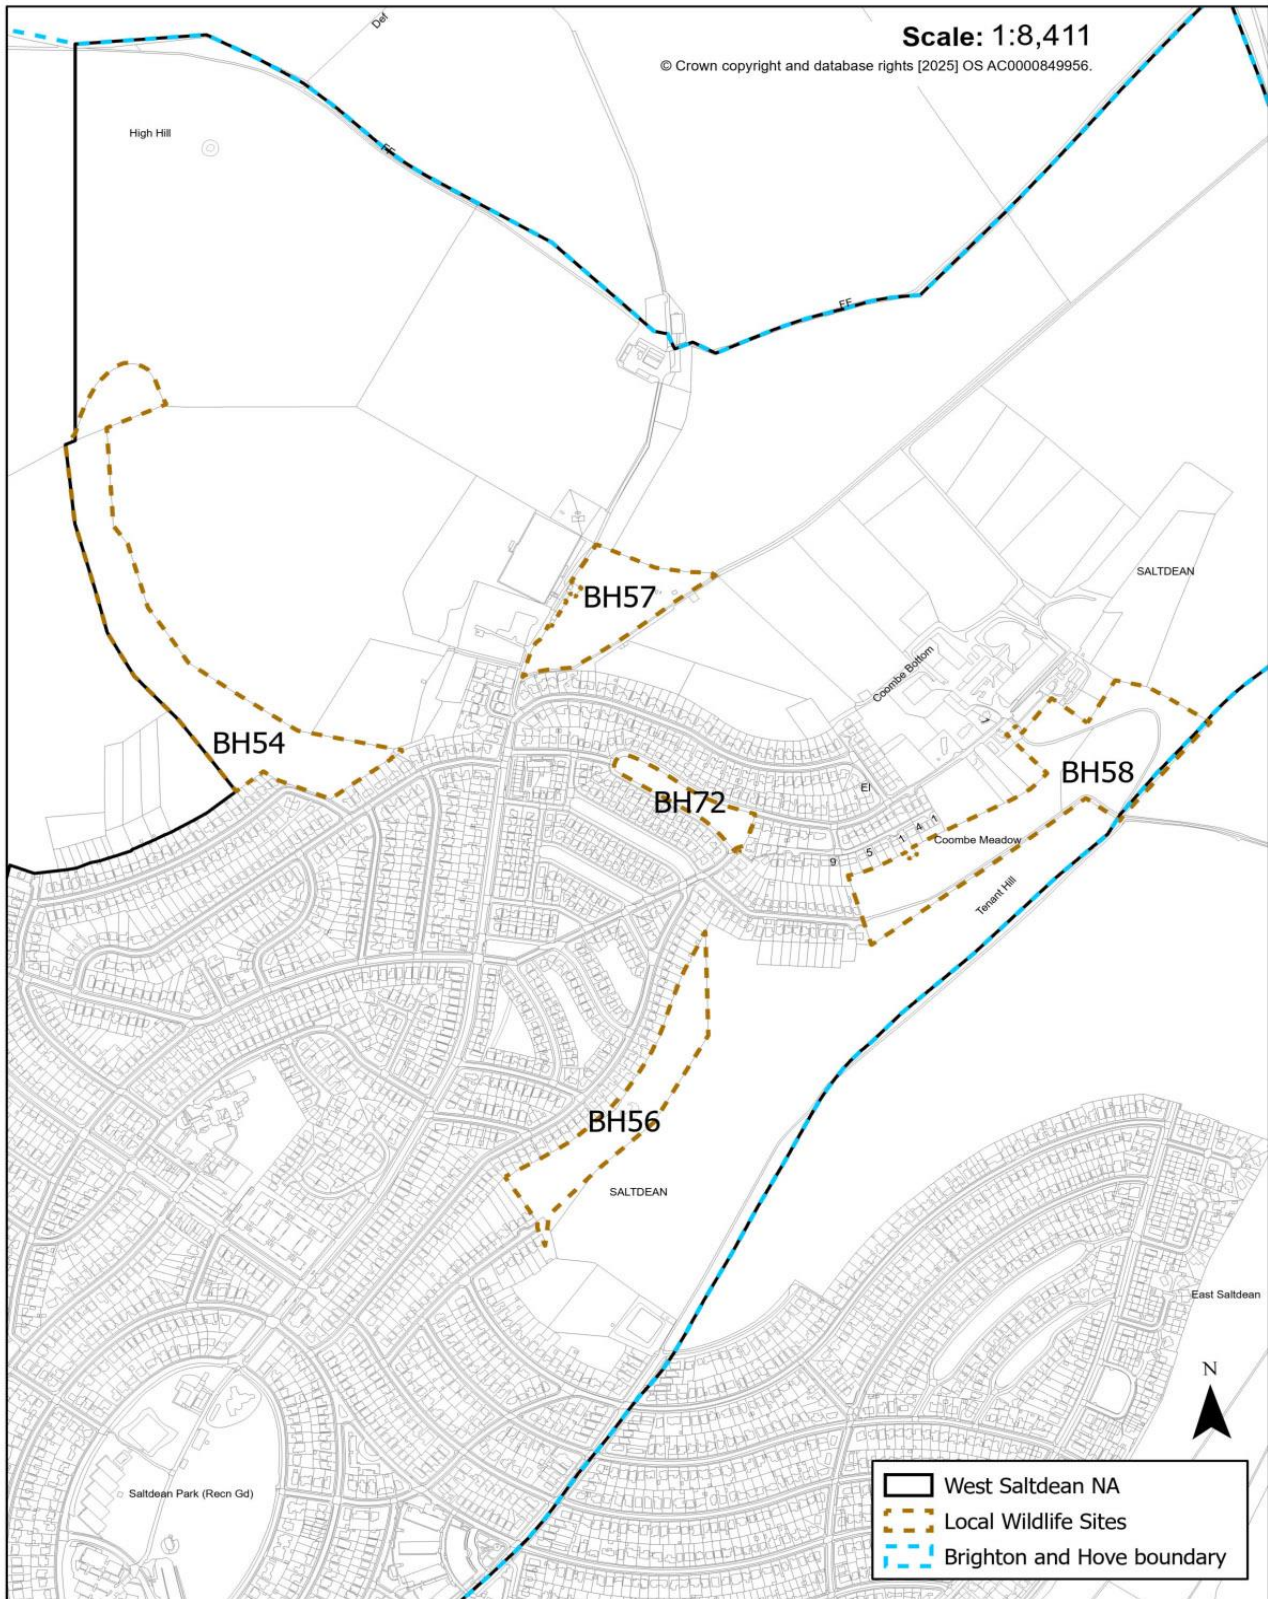 Scale: 1:8,411
© Crown copyright and database rights [2025] OS AC0000849956.
Def
High Hill
FF
FF
BH57
SALTDEAN
Coombe Bottom
BH54
BH58
BH72
El
1
4
1
5
9
Coombe Meadow
Tenant Hill
BH56
SALTDEAN
East Saltdean
N
Saltdean Park (Recn Gd)
West Saltdean NA
Local Wildlife Sites
Brighton and Hove boundary